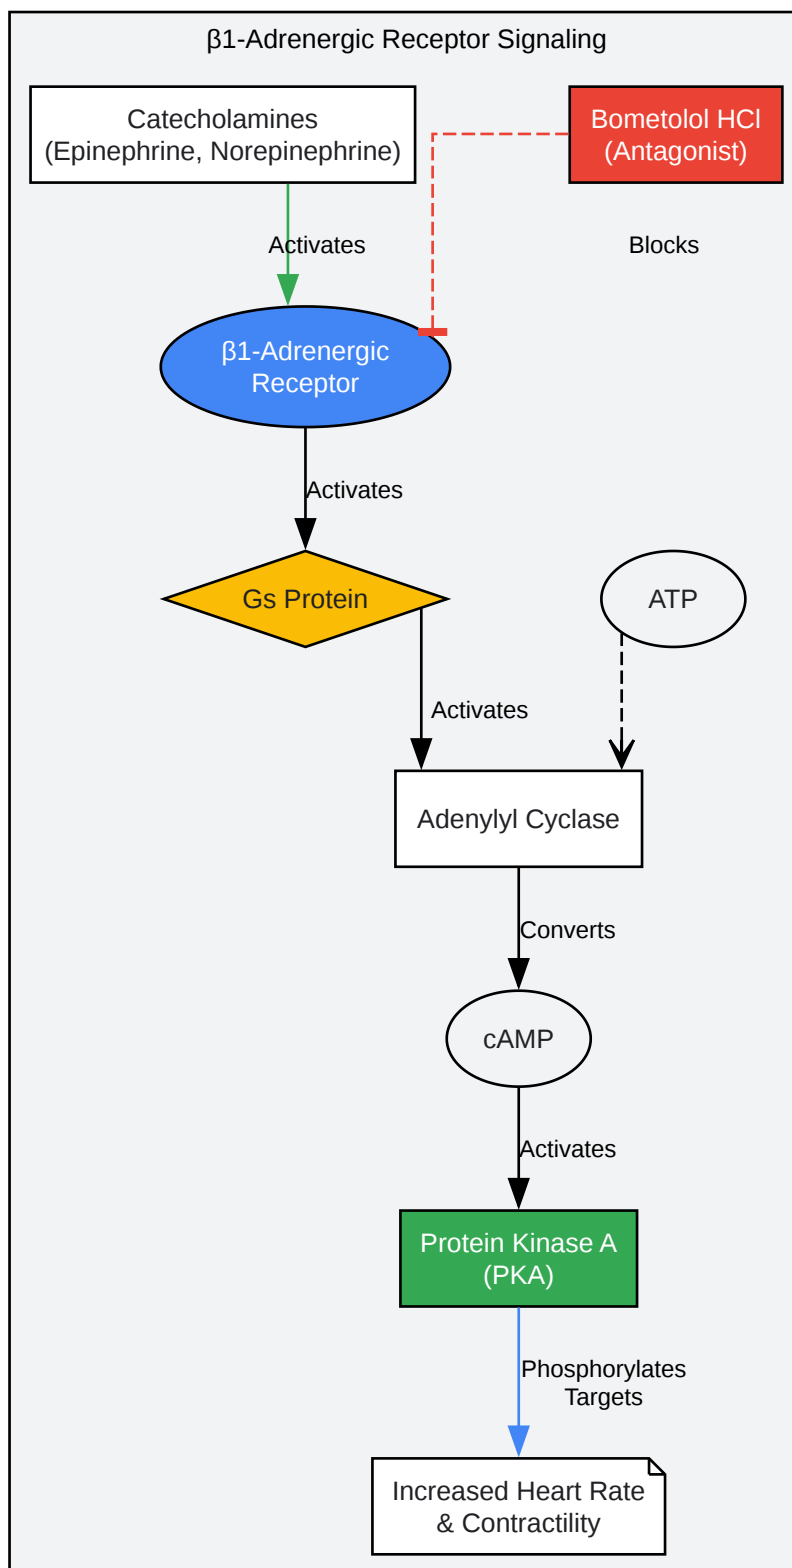 β1-Adrenergic Receptor Signaling
Catecholamines
(Epinephrine, Norepinephrine)
Bometolol HCl
(Antagonist)
Activates
Blocks
β1-Adrenergic
Receptor
Activates
Gs Protein
ATP
Activates
Adenylyl Cyclase
Converts
cAMP
Activates
Protein Kinase A
(PKA)
Phosphorylates
Targets
Increased Heart Rate
& Contractility